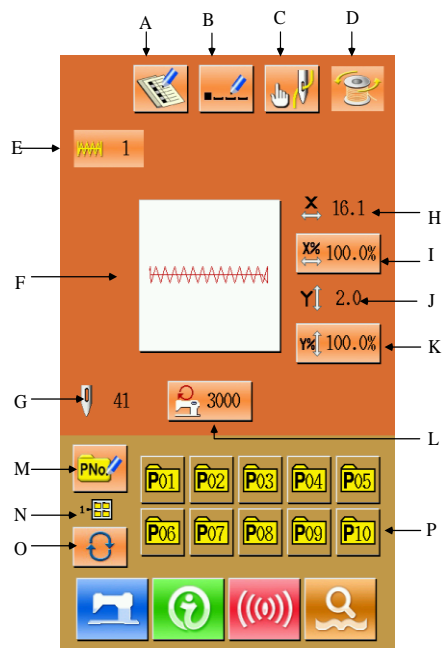 A B C D
E 1
X 16.1 H
X% 100.0% I
F
Y 2.0 J
Y% 100.0% K
G 41 3000
L
M PNo.
P01 P02 P03 P04 P05
N 1-
O P06 P07 P08 P09 P10 P